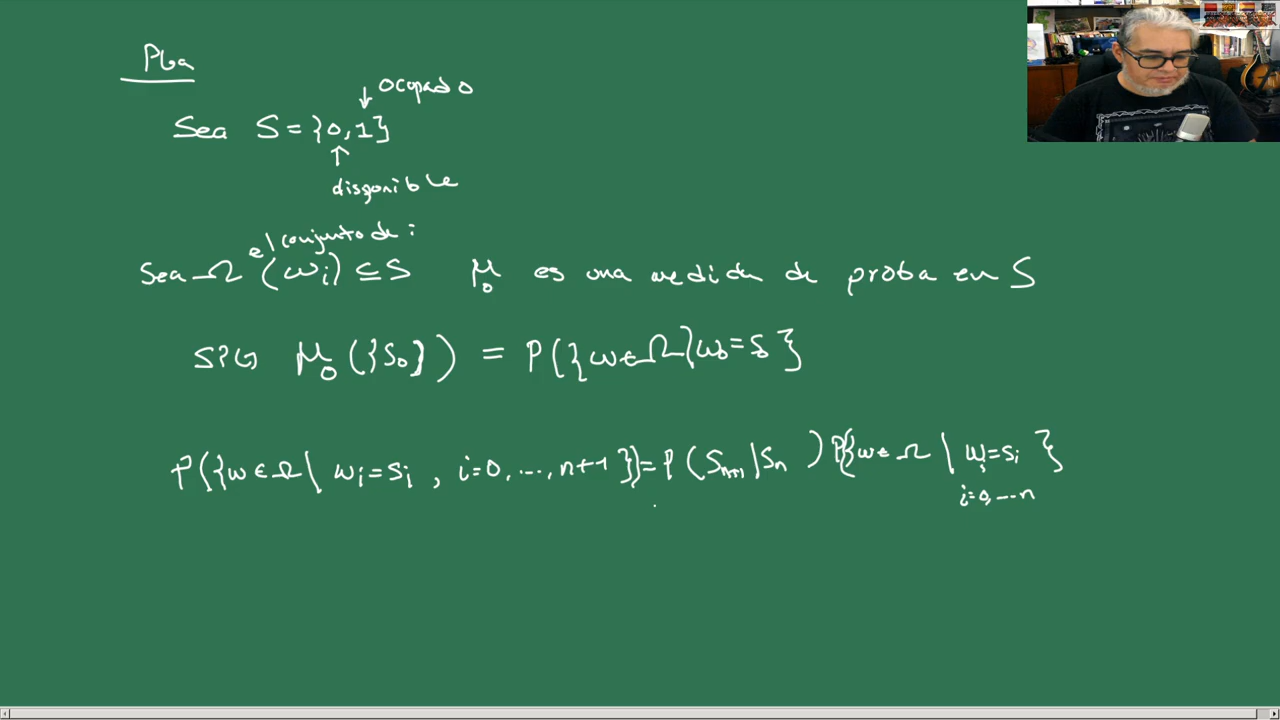 Pba
ocupado
Sea S = {0, 1}
disponible
el conjunto de:
Sea Ω (ωi) ⊆ S μ0 es una medida de proba en S
μ0({S0}) = P({ω∈Ω | ω0 = s0}
P({ω∈Ω | ωi = si, i=0, ..., n+1}) = P(Sn+1 | Sn) P({ω∈Ω | ωi = si }
i=0, ... n